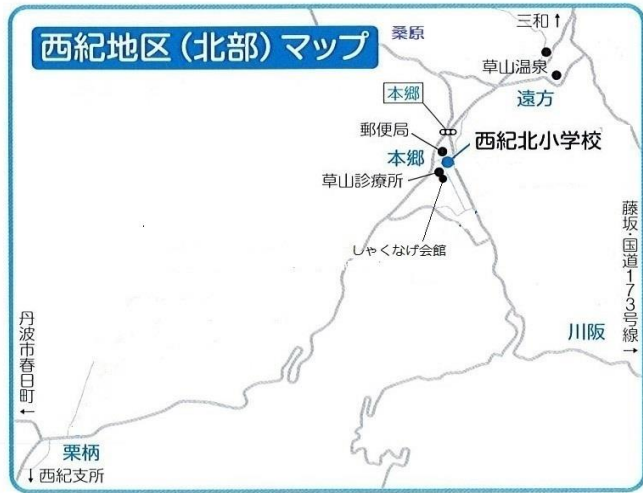 西紀地区(北部)マップ
桑原
三和↑
草山温泉
遠方
本郷
郵便局
西紀北小学校
本郷
草山診療所
しゃくなげ会館
藤坂・国道173号線→
川阪
丹波市春日町←
栗柄
↓西紀支所